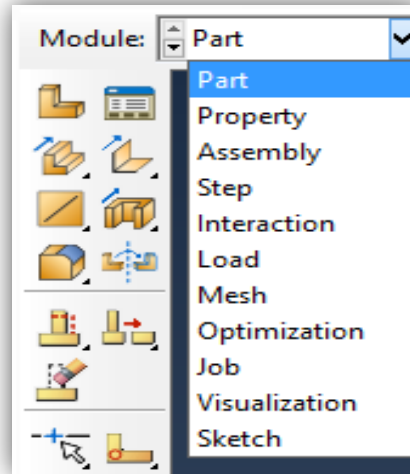 Module: Part
Part
Property
Assembly
Step
Interaction
Load
Mesh
Optimization
Job
Visualization
Sketch